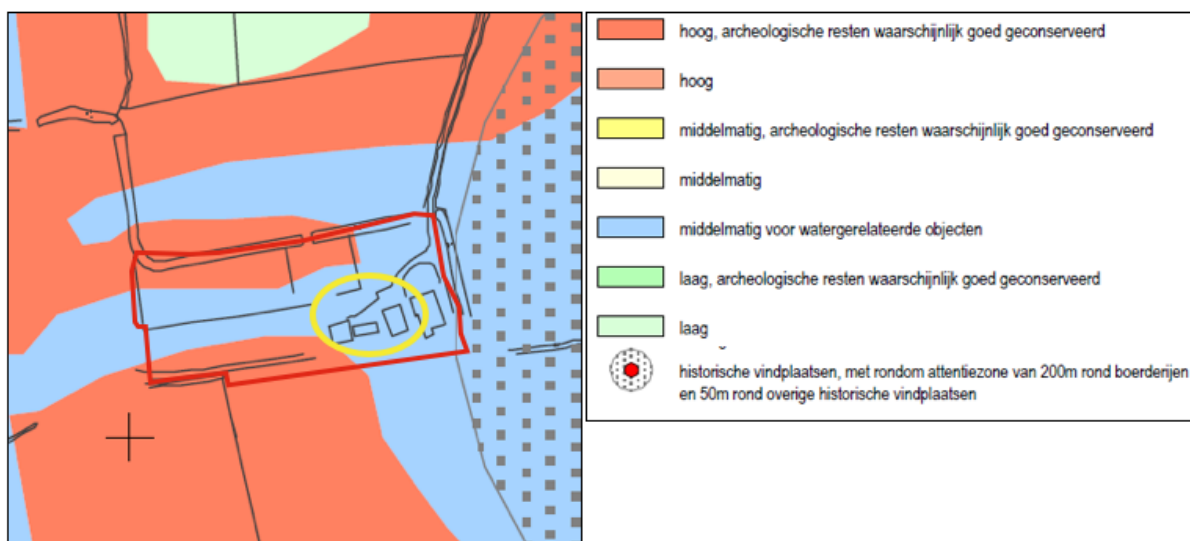 hoog, archeologische resten waarschijnlijk goed geconserveerd
hoog
middelmatig, archeologische resten waarschijnlijk goed geconserveerd
middelmatig
middelmatig voor watergerelateerde objecten
laag, archeologische resten waarschijnlijk goed geconserveerd
laag
historische vindplaatsen, met rondom attentiezone van 200m rond boerderijen
en 50m rond overige historische vindplaatsen